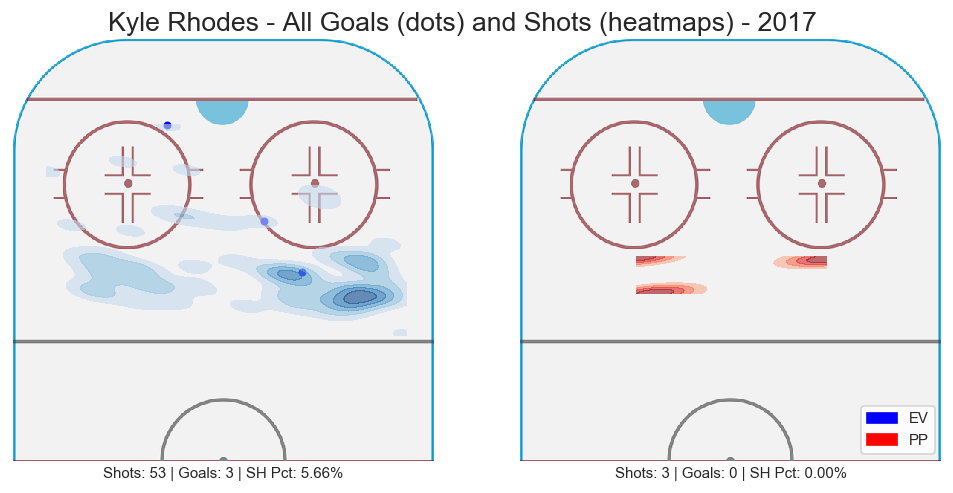 Kyle Rhodes - All Goals (dots) and Shots (heatmaps) - 2017
EV
PP
Shots: 53 | Goals: 3 | SH Pct: 5.66%
Shots: 3 | Goals: 0 | SH Pct: 0.00%